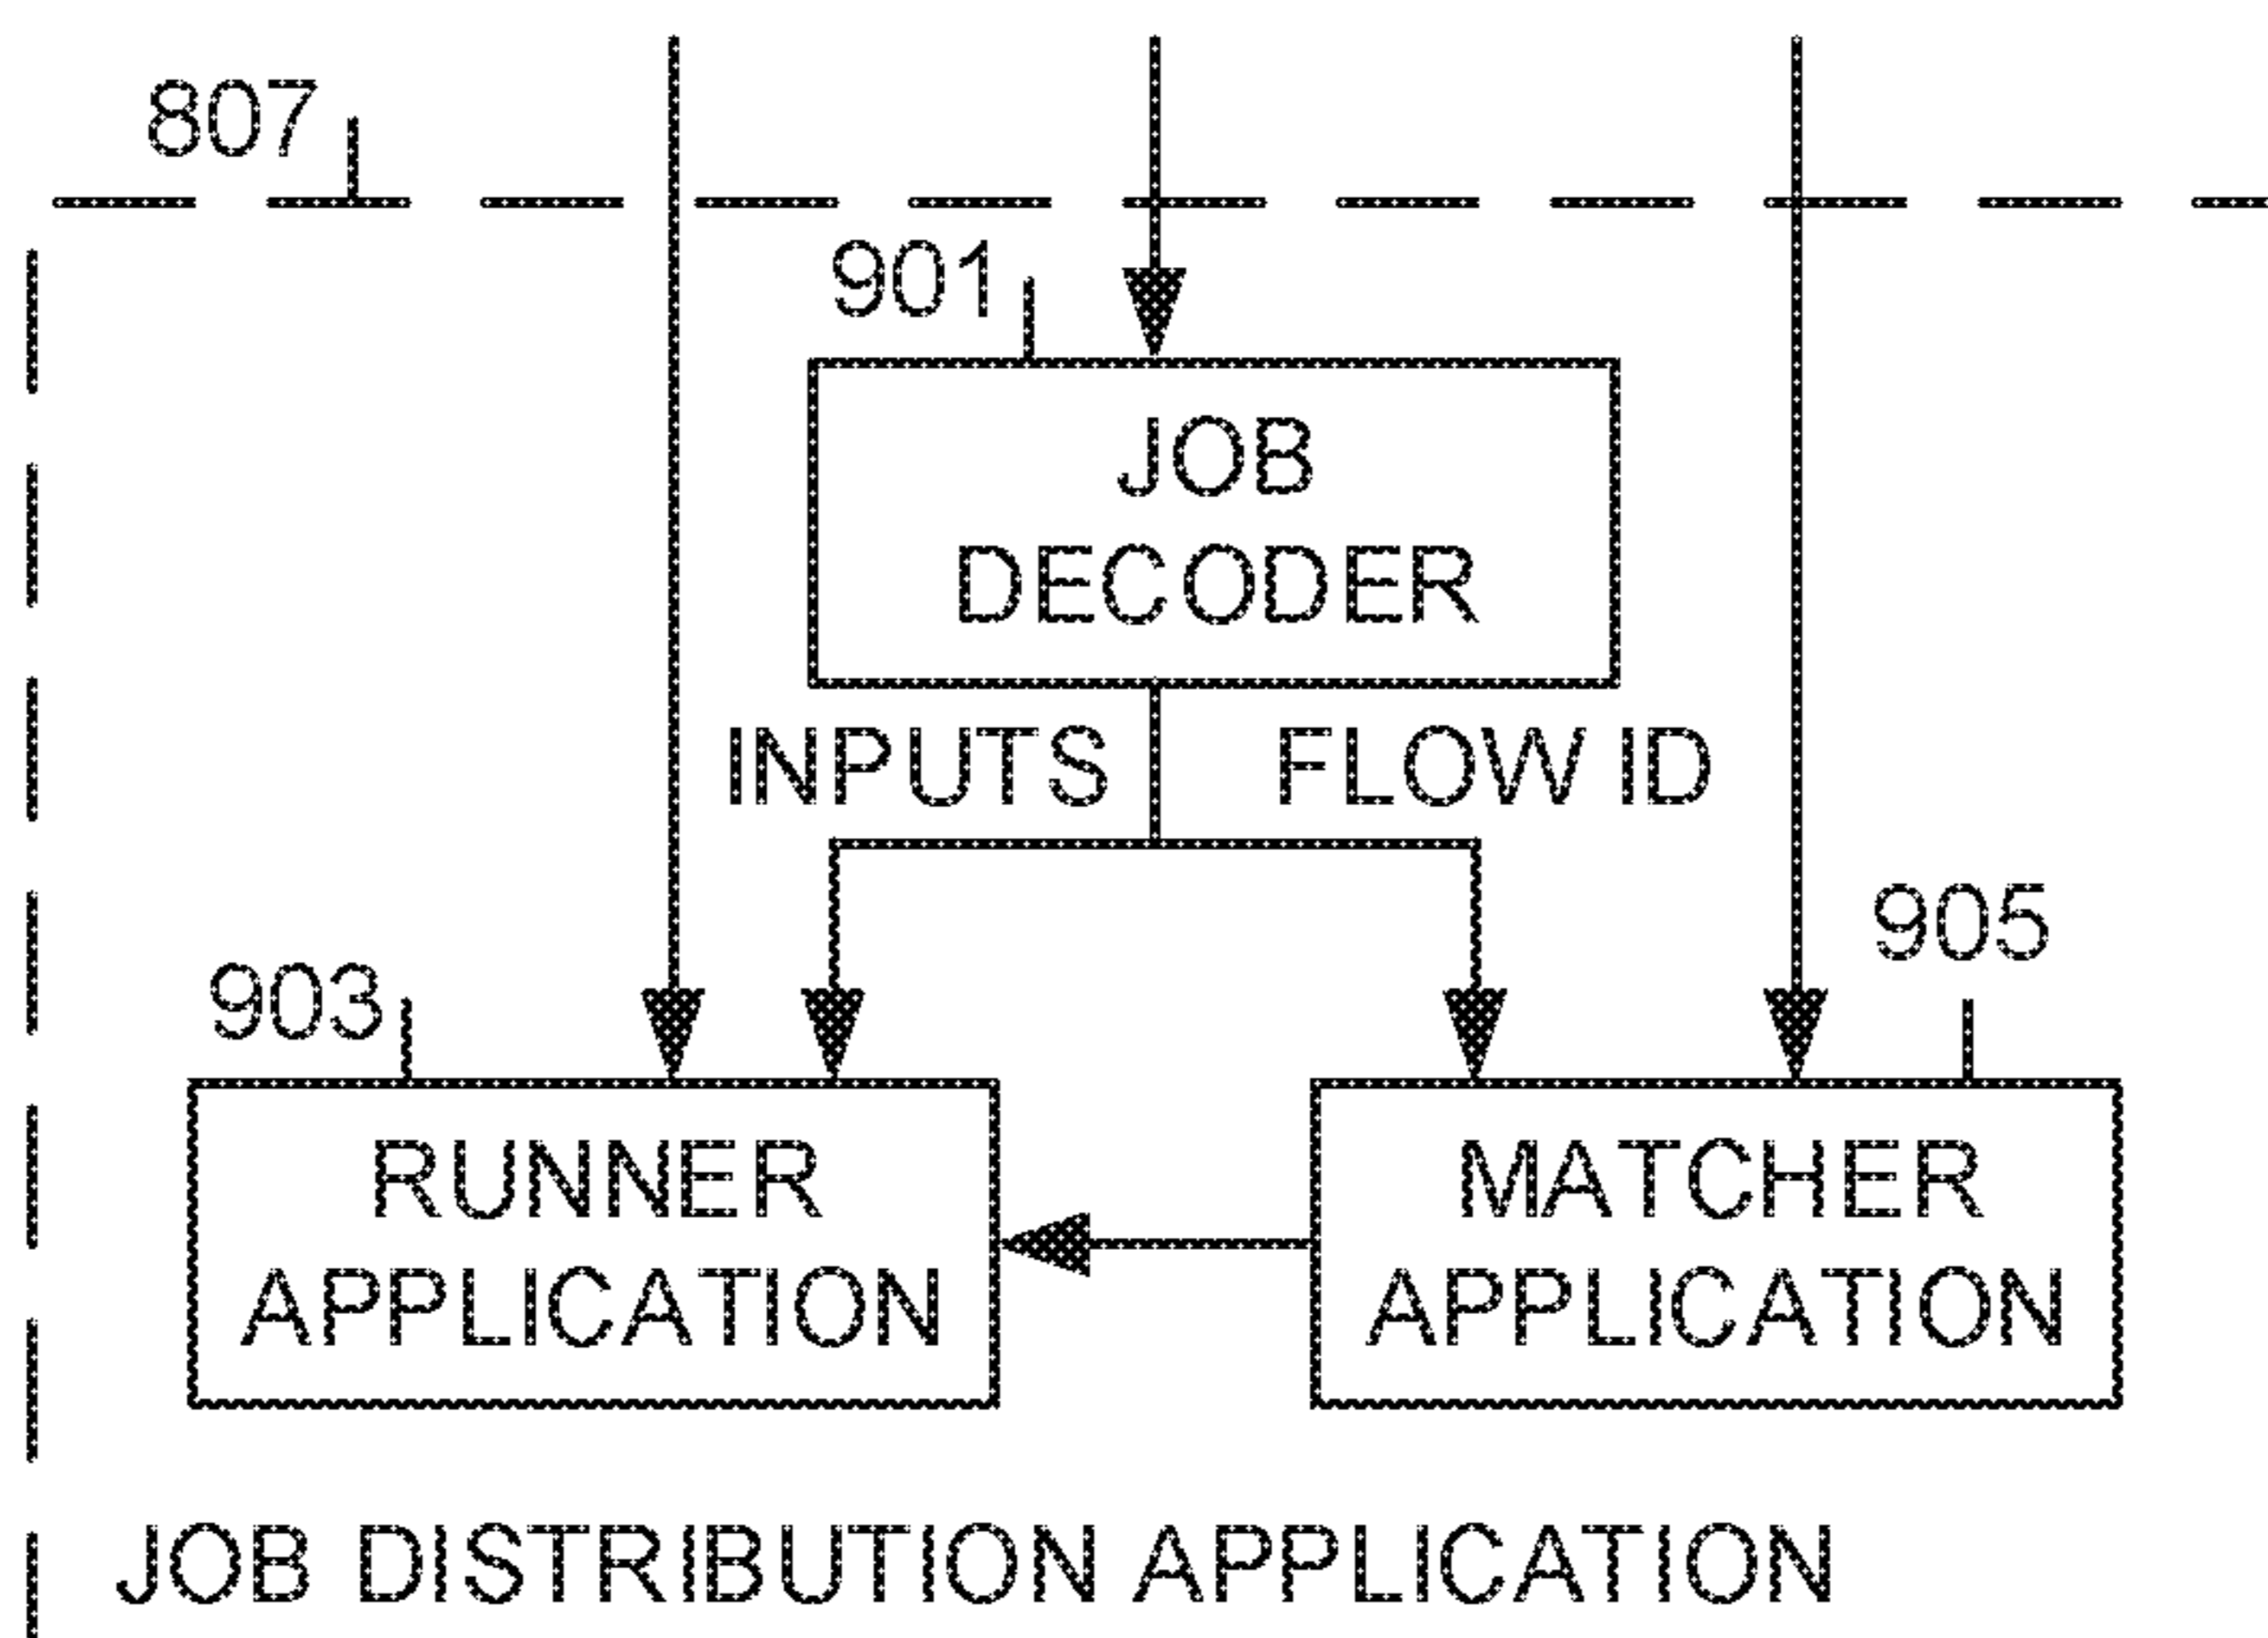 807
901
JOB
DECODER
INPUTS
FLOW ID
905
903
RUNNER
APPLICATION
MATCHER
APPLICATION
JOB DISTRIBUTION APPLICATION